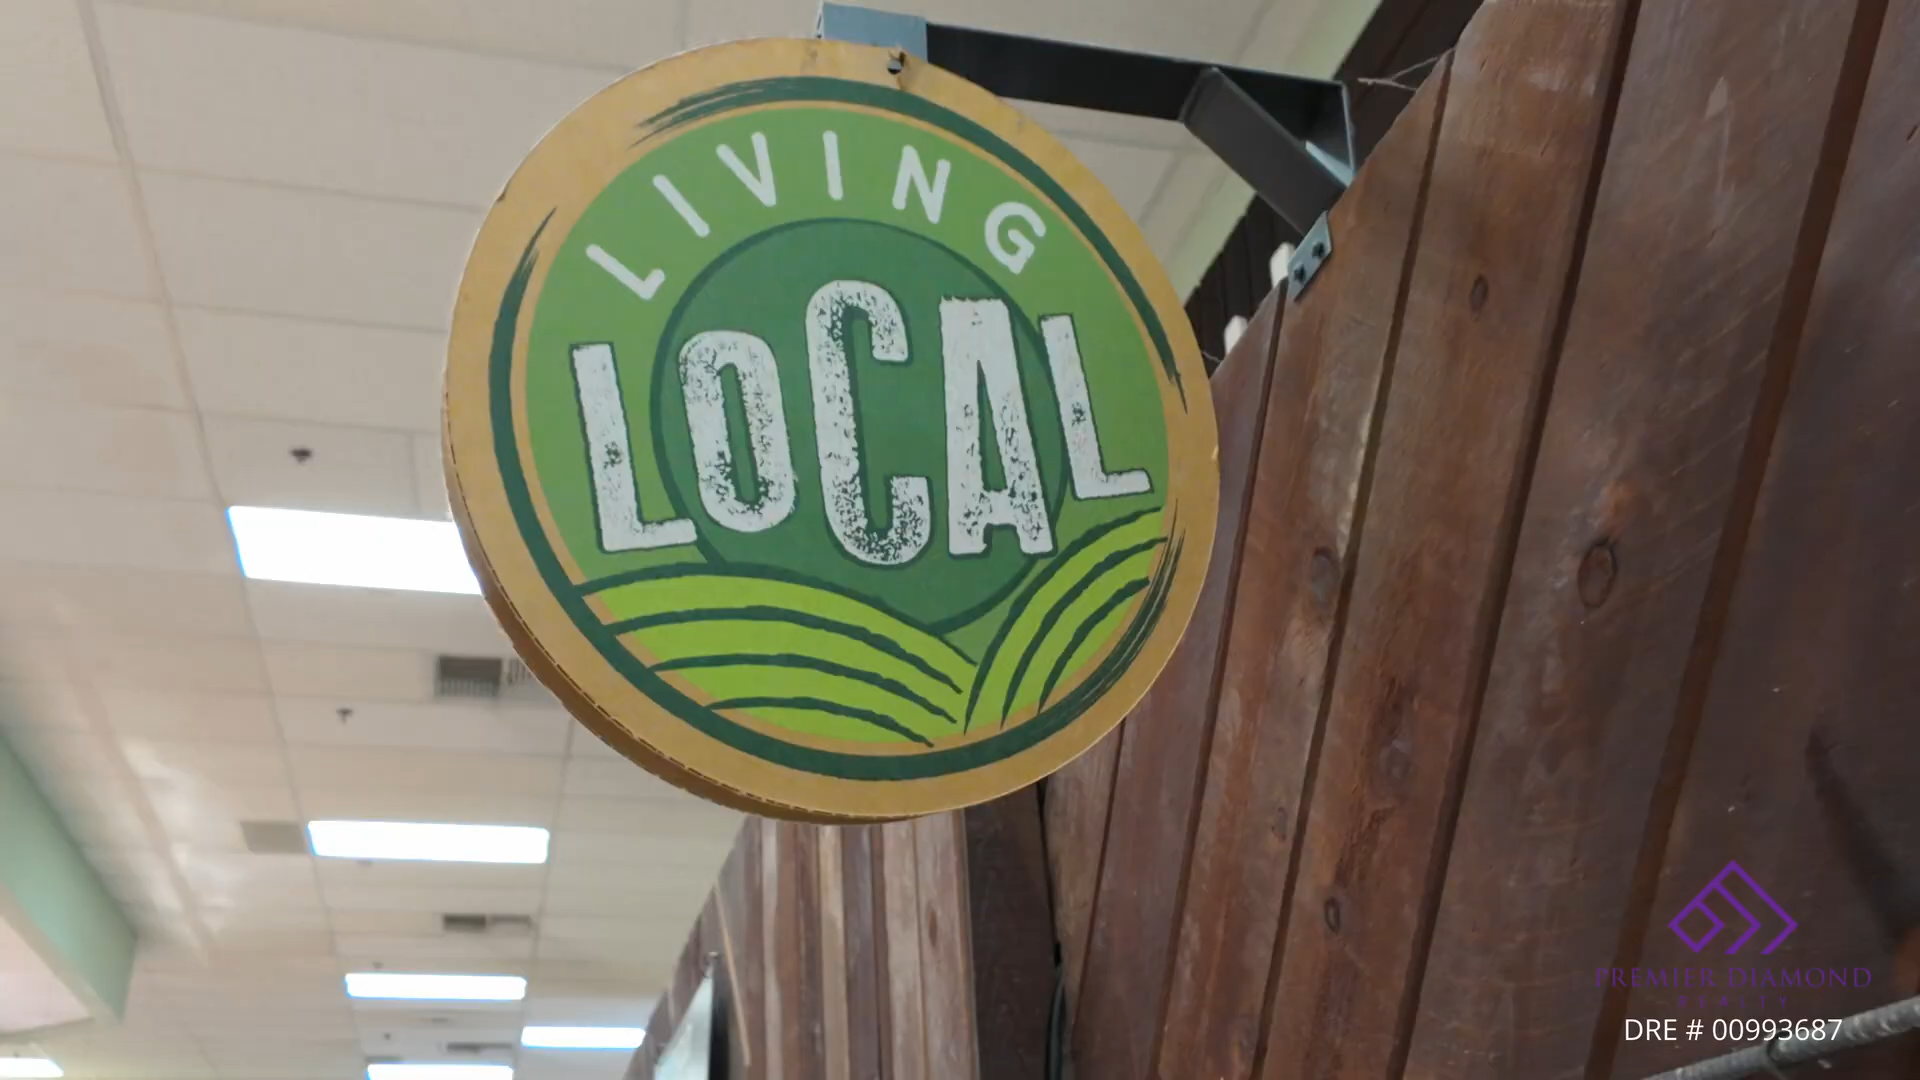 LIVING
LOCAL
PREMIER DIAMOND
REALTY
DRE # 00993687